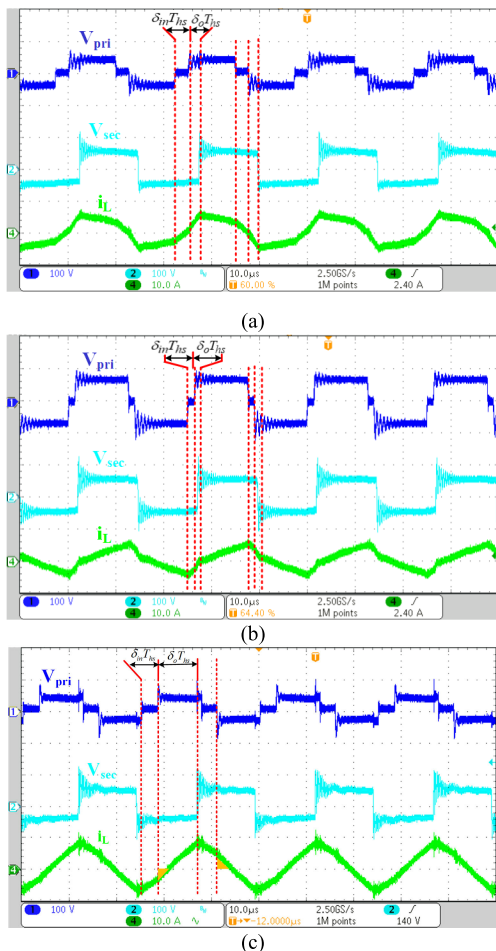 δinThs δoThs
Vpri
1
Vsec
2
iL
4
1 100 V 2 100 V 10.0μs 2.50GS/s 4
4 10.0 A T 60.00 % 1M points 2.40 A
(a)
δinThs δoThs
Vpri
1
Vsec
2
iL
4
1 100 V 2 100 V 10.0μs 2.50GS/s 4
4 10.0 A T 64.40 % 1M points 2.40 A
(b)
δinThs δoThs
Vpri
1
Vsec
2
iL
4
1 100 V 2 100 V 10.0μs 2.50GS/s 2
4 10.0 A T→▼−12.0000μs 1M points 140 V
(c)